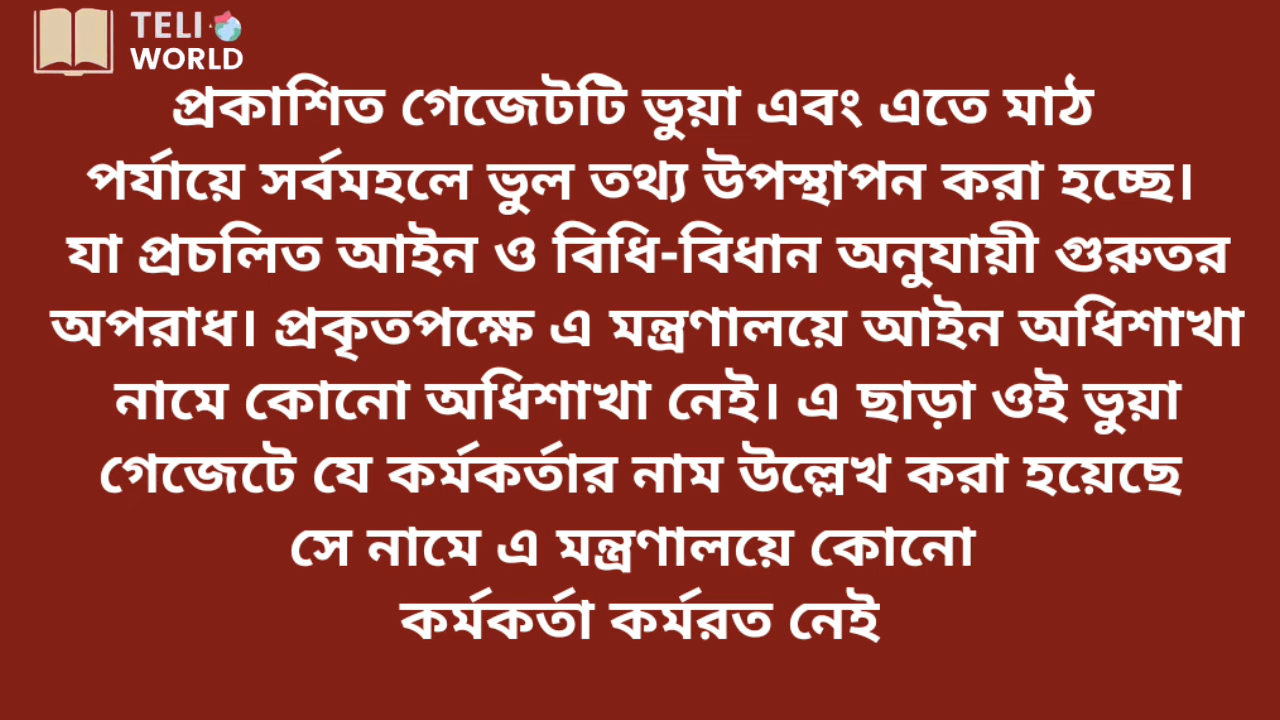 TELI
WORLD
প্রকাশিত গেজেটটি ভুয়া এবং এতে মাঠ
পর্যায়ে সর্বমহলে ভুল তথ্য উপস্থাপন করা হচ্ছে।
যা প্রচলিত আইন ও বিধি-বিধান অনুযায়ী গুরুতর
অপরাধ। প্রকৃতপক্ষে এ মন্ত্রণালয়ে আইন অধিশাখা
নামে কোনো অধিশাখা নেই। এ ছাড়া ওই ভুয়া
গেজেটে যে কর্মকর্তার নাম উল্লেখ করা হয়েছে
সে নামে এ মন্ত্রণালয়ে কোনো
কর্মকর্তা কর্মরত নেই